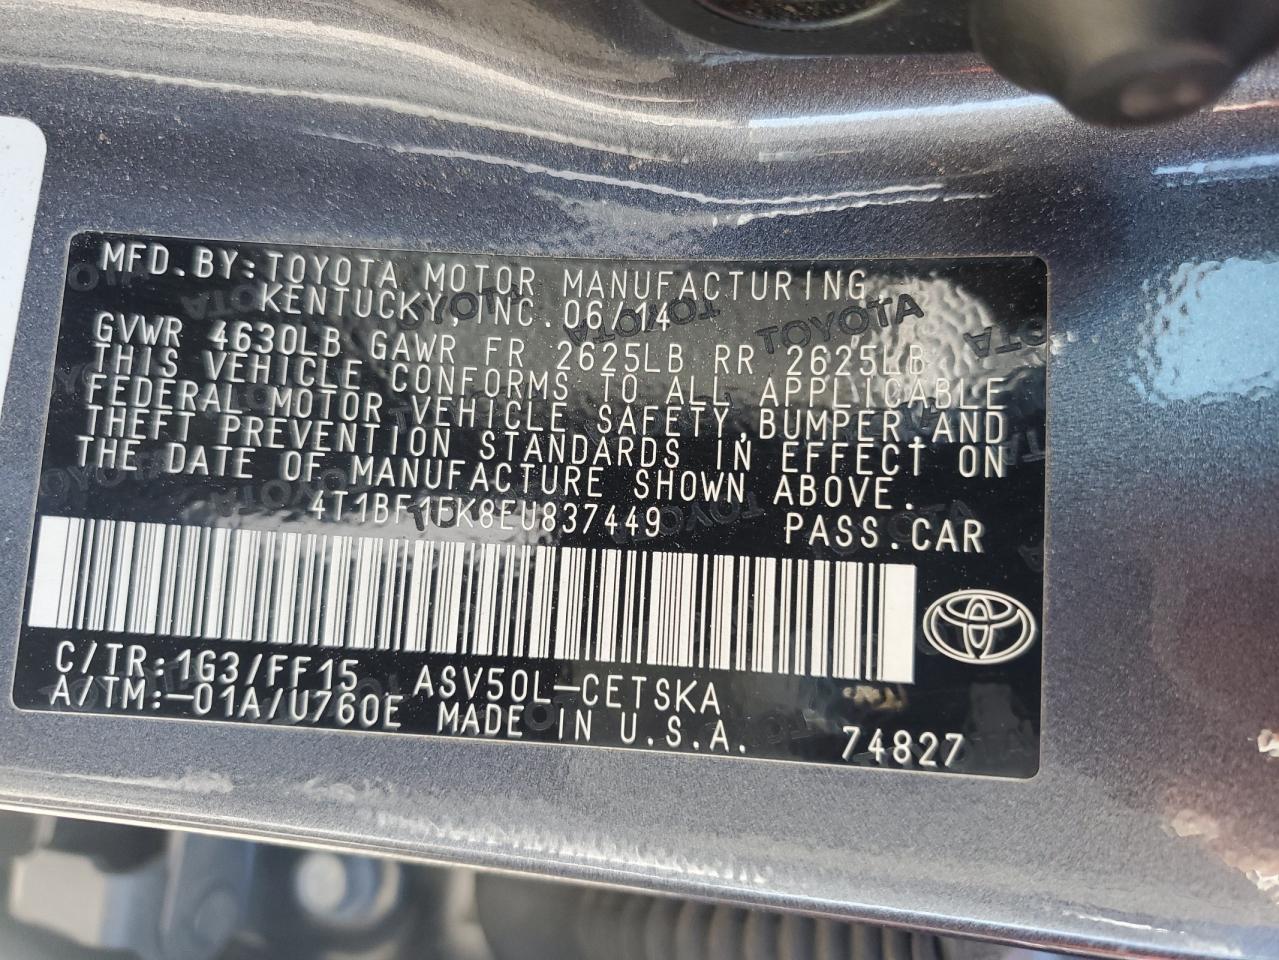 MFD.BY:TOYOTA MOTOR MANUFACTURING
KENTUCKY,INC.06/14
GVWR 4630LB GAWR FR 2625LB RR 2625LB
THIS VEHICLE CONFORMS TO ALL APPLICABLE
FEDERAL MOTOR VEHICLE SAFETY,BUMPER,AND
THEFT PREVENTION STANDARDS IN EFFECT ON
THE DATE OF MANUFACTURE SHOWN ABOVE.
4T1BF1FK8EU837449 PASS.CAR
C/TR:1G3/FF15 ASV50L-CETSKA
A/TM:-01A/U760E MADE IN U.S.A. 74827